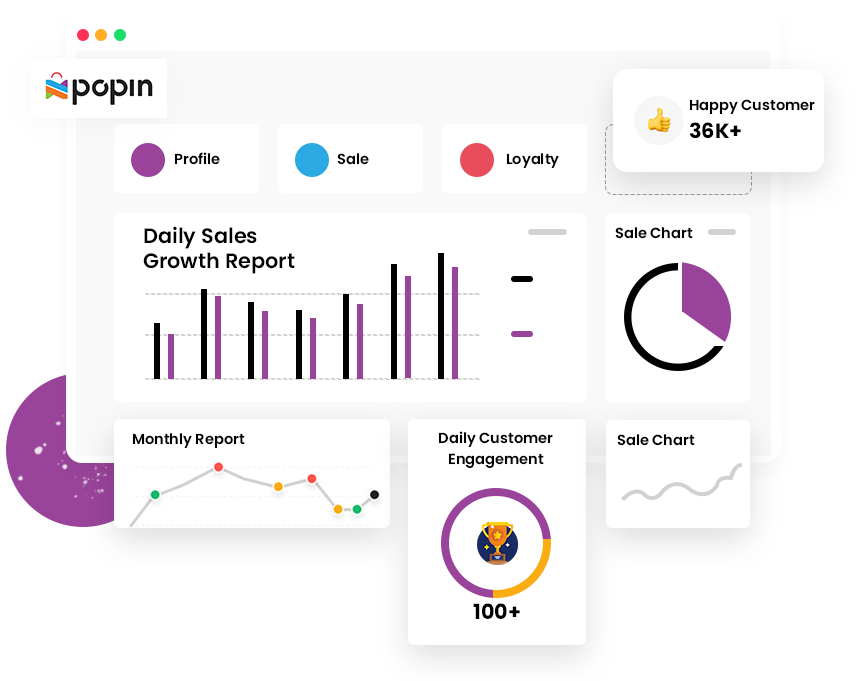 popin
Happy Customer
36K+
Profile
Sale
Loyalty
Daily Sales
Growth Report
Sale Chart
Monthly Report
Daily Customer
Engagement
100+
Sale Chart